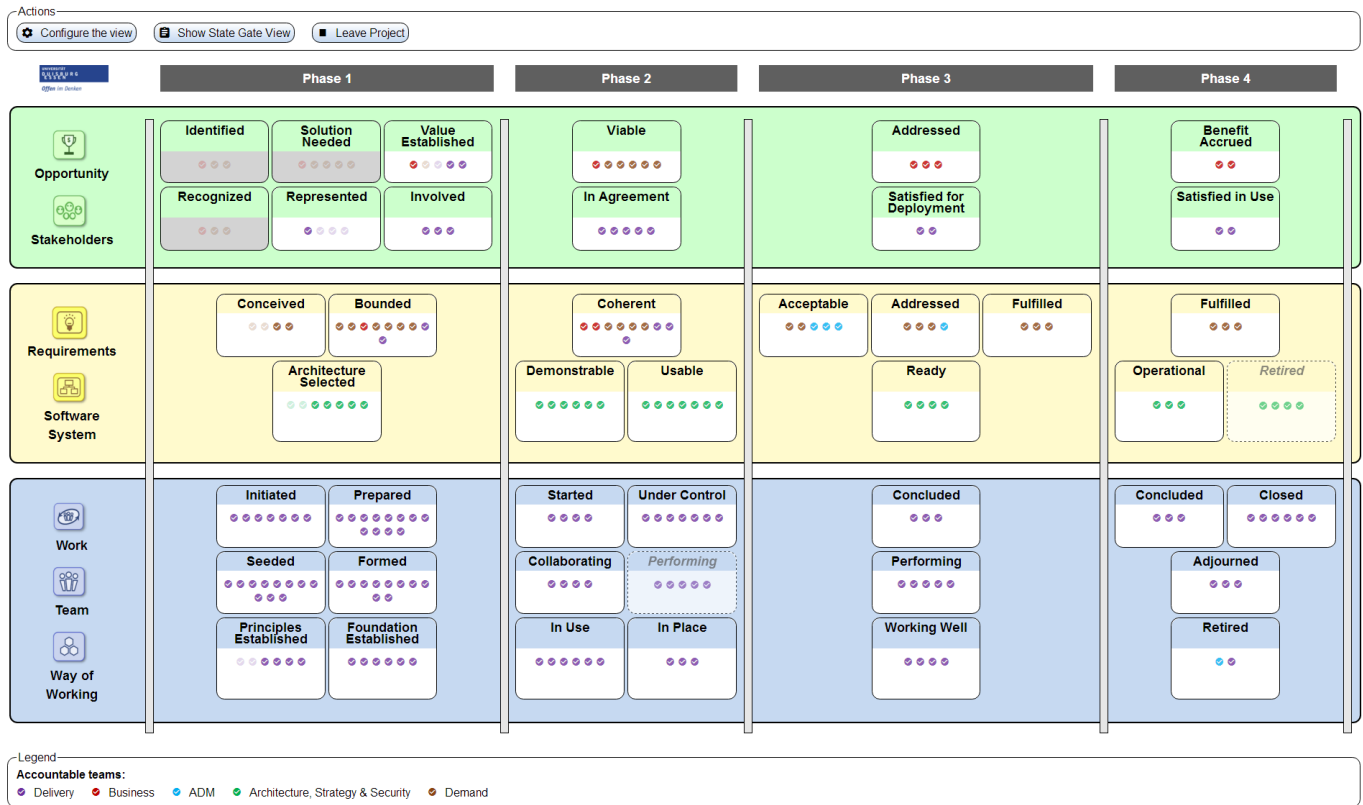 Actions
Configure the view
Show State Gate View
Leave Project
UNIVERSITÄT
DUISBURG
ESSEN
Offen im Denken
Phase 1
Phase 2
Phase 3
Phase 4
Opportunity
Identified
Solution
Needed
Value
Established
Viable
Addressed
Benefit
Accrued
Stakeholders
Recognized
Represented
Involved
In Agreement
Satisfied for
Deployment
Satisfied in Use
Requirements
Conceived
Bounded
Coherent
Acceptable
Addressed
Fulfilled
Fulfilled
Software
System
Architecture
Selected
Demonstrable
Usable
Ready
Operational
Retired
Work
Initiated
Prepared
Started
Under Control
Concluded
Concluded
Closed
Team
Seeded
Formed
Collaborating
Performing
Performing
Adjourned
Way of
Working
Principles
Established
Foundation
Established
In Use
In Place
Working Well
Retired
Legend
Accountable teams:
Delivery
Business
ADM
Architecture, Strategy & Security
Demand